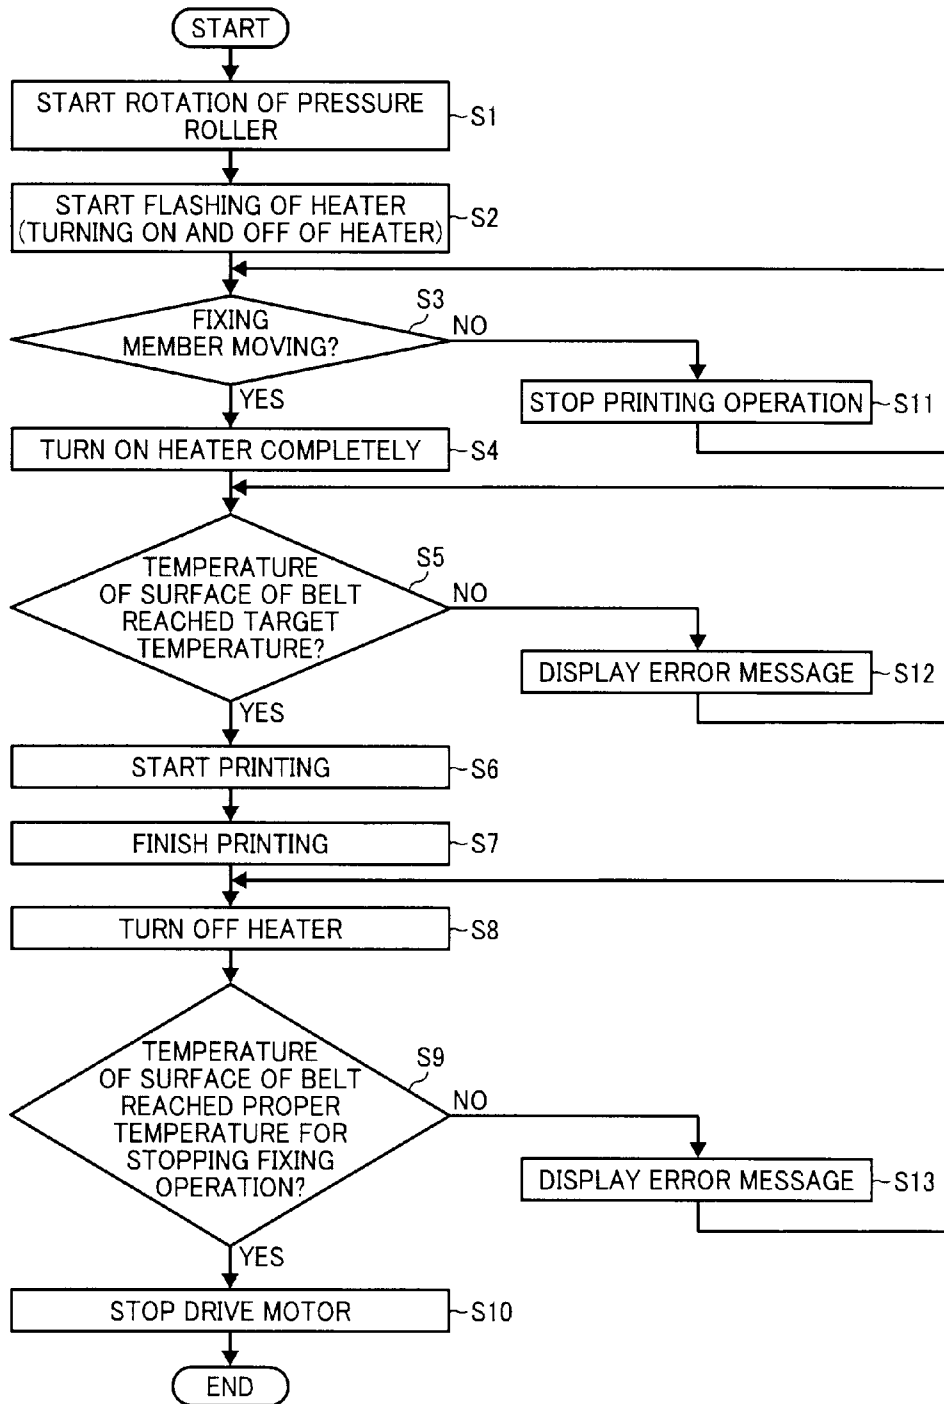 START
START ROTATION OF PRESSURE
ROLLER
~S1
START FLASHING OF HEATER
(TURNING ON AND OFF OF HEATER)
~S2
S3
FIXING
MEMBER MOVING?
NO
YES
STOP PRINTING OPERATION
~S11
TURN ON HEATER COMPLETELY
~S4
S5
TEMPERATURE
OF SURFACE OF BELT
REACHED TARGET
TEMPERATURE?
NO
DISPLAY ERROR MESSAGE
~S12
YES
START PRINTING
~S6
FINISH PRINTING
~S7
TURN OFF HEATER
~S8
S9
TEMPERATURE
OF SURFACE OF BELT
REACHED PROPER
TEMPERATURE FOR
STOPPING FIXING
OPERATION?
NO
DISPLAY ERROR MESSAGE
~S13
YES
STOP DRIVE MOTOR
~S10
END